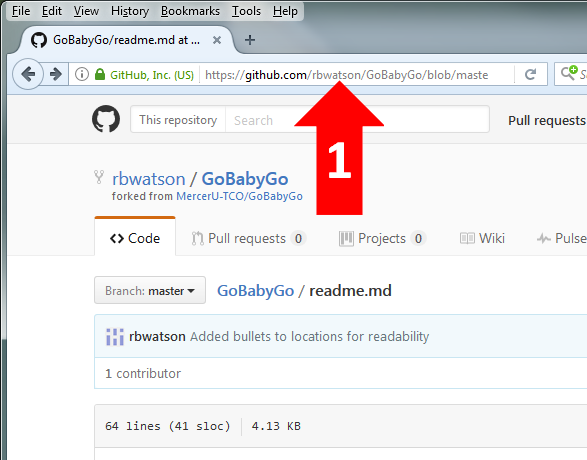 File Edit View History Bookmarks Tools Help
GoBabyGo/readme.md at ...
GitHub, Inc. (US) https://github.com/rbwatson/GoBabyGo/blob/maste
This repository Search Pull requests
1
rbwatson / GoBabyGo
forked from MercerU-TCO/GoBabyGo
Code Pull requests 0 Projects 0 Wiki Pulse
Branch: master GoBabyGo / readme.md
rbwatson Added bullets to locations for readability
1 contributor
64 lines (41 sloc) 4.13 KB